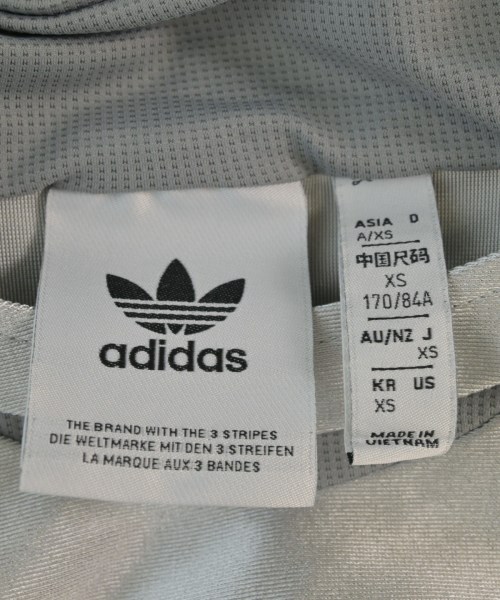 adidas
THE BRAND WITH THE 3 STRIPES
DIE WELTMARKE MIT DEN 3 STREIFEN
LA MARQUE AUX 3 BANDES
ASIA D
A/XS
中国尺码
XS
170/84A
AU/NZ J
XS
KR US
XS
MADE IN
VIETNAM